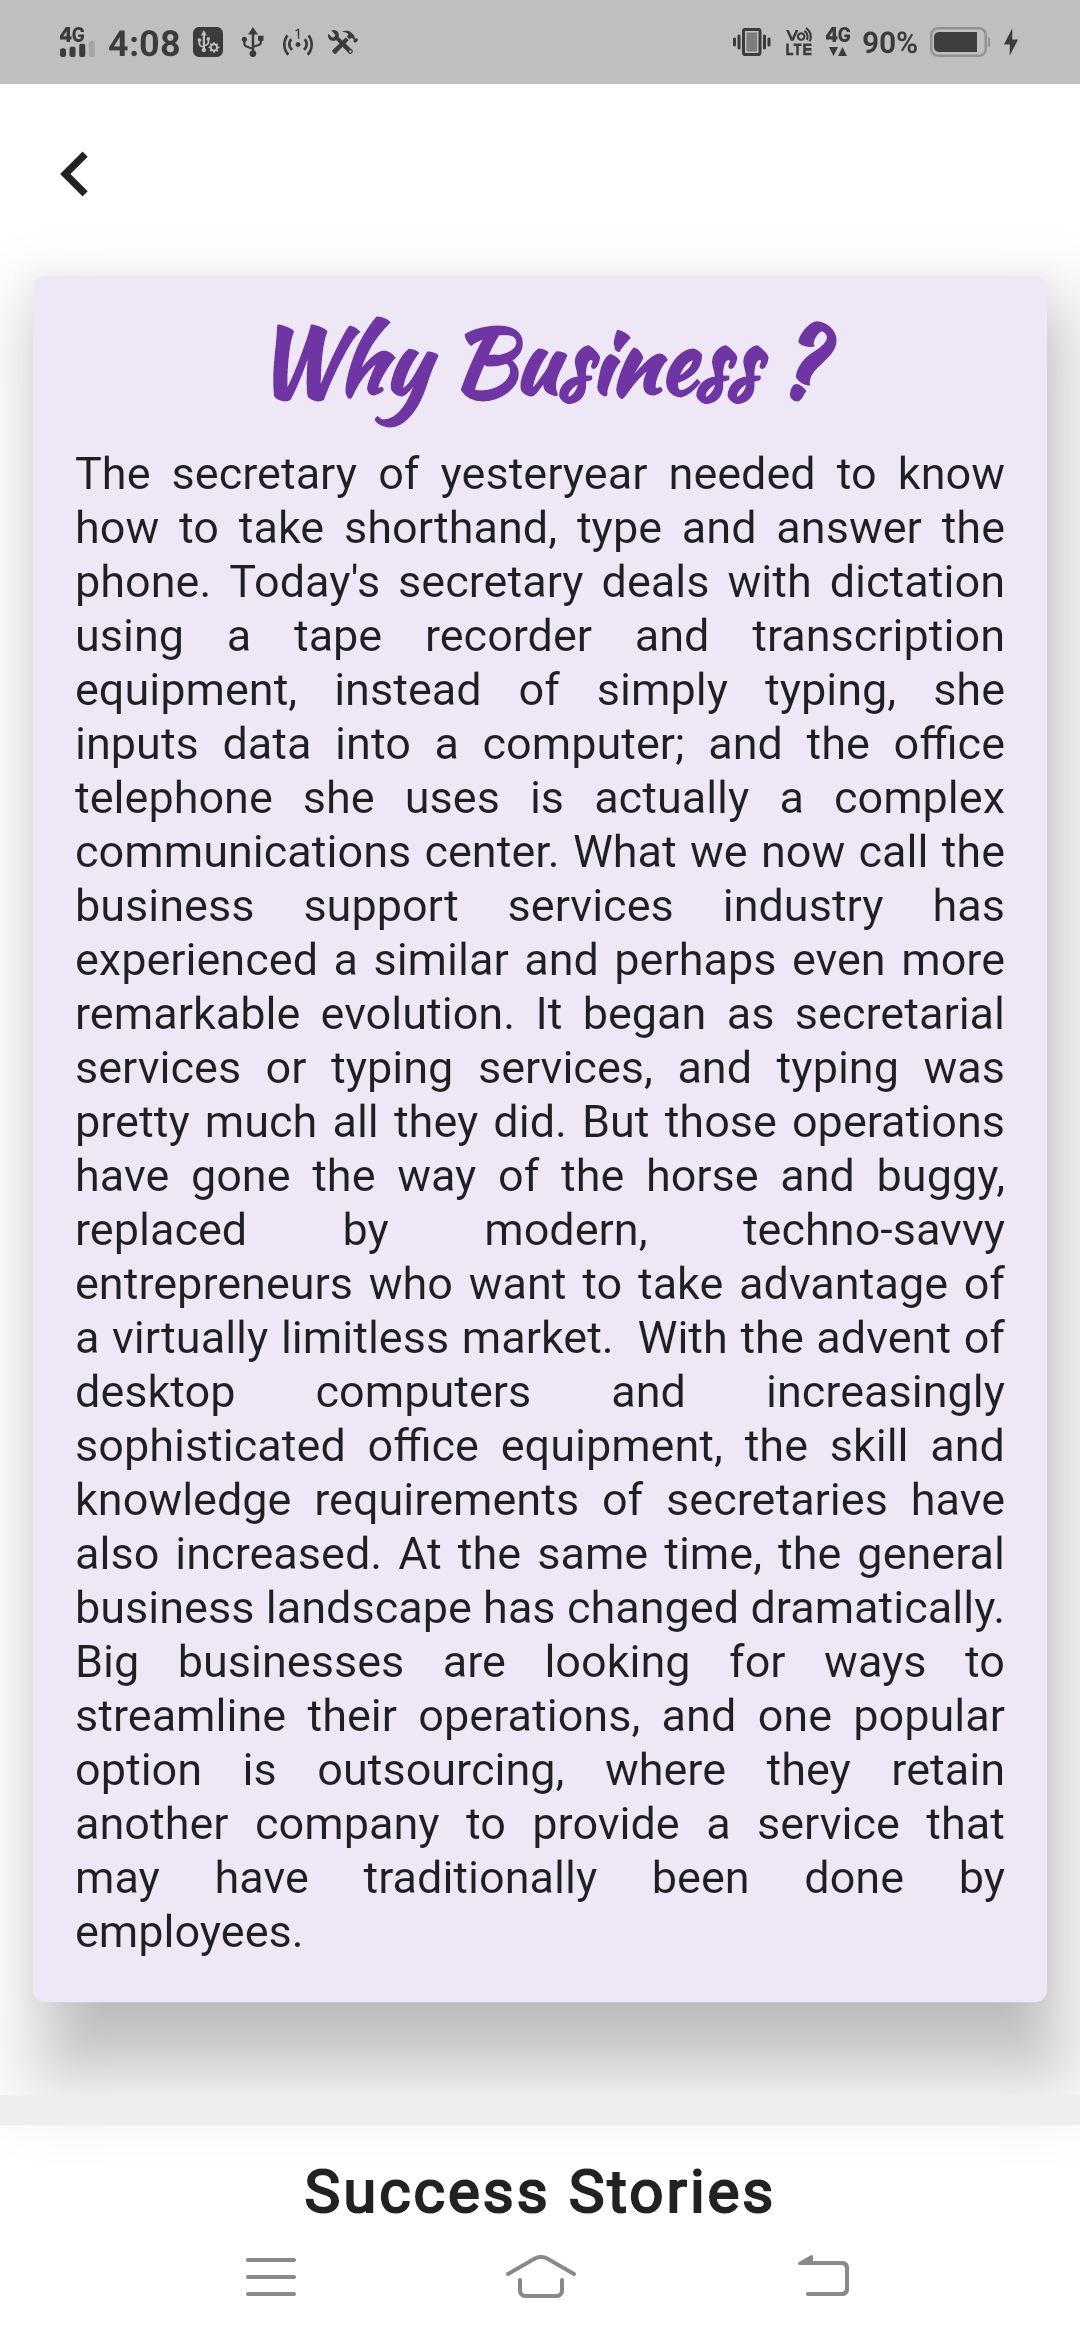 4G 4:08 1 Vo) LTE 4G 90%
Why Business ?
The secretary of yesteryear needed to know
how to take shorthand, type and answer the
phone. Today's secretary deals with dictation
using a tape recorder and transcription
equipment, instead of simply typing, she
inputs data into a computer; and the office
telephone she uses is actually a complex
communications center. What we now call the
business support services industry has
experienced a similar and perhaps even more
remarkable evolution. It began as secretarial
services or typing services, and typing was
pretty much all they did. But those operations
have gone the way of the horse and buggy,
replaced by modern, techno-savvy
entrepreneurs who want to take advantage of
a virtually limitless market.  With the advent of
desktop computers and increasingly
sophisticated office equipment, the skill and
knowledge requirements of secretaries have
also increased. At the same time, the general
business landscape has changed dramatically.
Big businesses are looking for ways to
streamline their operations, and one popular
option is outsourcing, where they retain
another company to provide a service that
may have traditionally been done by
employees.
Success Stories